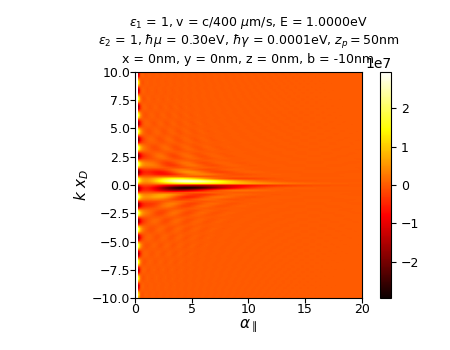 ε₁ = 1, v = c/400 μm/s, E = 1.0000eV
ε₂ = 1, ℏμ = 0.30eV, ℏγ = 0.0001eV, zₚ = 50nm
x = 0nm, y = 0nm, z = 0nm, b = -10nm
1e7
10.0
7.5
5.0
2.5
0.0
−2.5
−5.0
−7.5
−10.0
k x_D
0 5 10 15 20
α∥
2
1
0
−1
−2